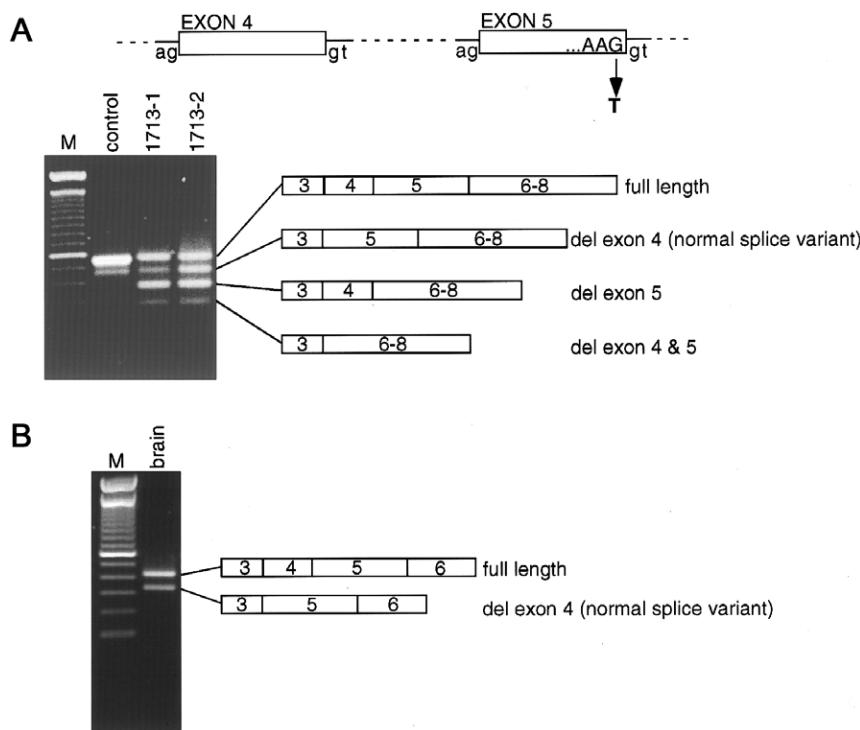 A
EXON 4
EXON 5
ag
gt
ag
...AAG
gt
T
M
control
1713-1
1713-2
3 4 5 6-8 full length
3 5 6-8 del exon 4 (normal splice variant)
3 4 6-8 del exon 5
3 6-8 del exon 4 & 5
B
M
brain
3 4 5 6 full length
3 5 6 del exon 4 (normal splice variant)